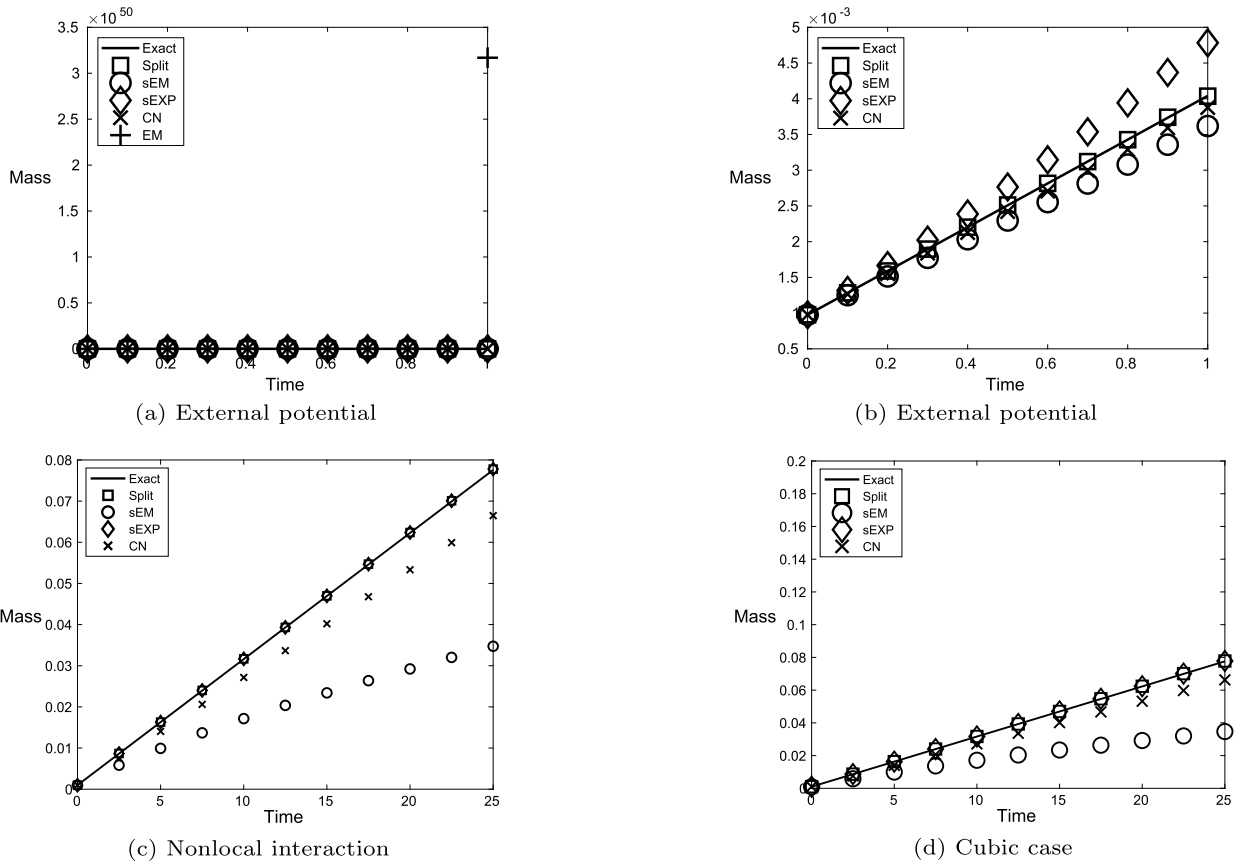 ×10 50
3.5
3
2.5
2
1.5
1
0.5
0
Mass
Exact
Split
sEM
sEXP
CN
EM
0 0.2 0.4 0.6 0.8 1
Time
(a) External potential
×10 -3
5
4.5
4
3.5
3
2.5
2
1.5
1
0.5
Mass
Exact
Split
sEM
sEXP
CN
0 0.2 0.4 0.6 0.8 1
Time
(b) External potential
0.08
0.07
0.06
0.05
0.04
0.03
0.02
0.01
0
Mass
Exact
Split
sEM
sEXP
CN
0 5 10 15 20 25
Time
(c) Nonlocal interaction
0.2
0.18
0.16
0.14
0.12
0.1
0.08
0.06
0.04
0.02
0
Mass
Exact
Split
sEM
sEXP
CN
0 5 10 15 20 25
Time
(d) Cubic case